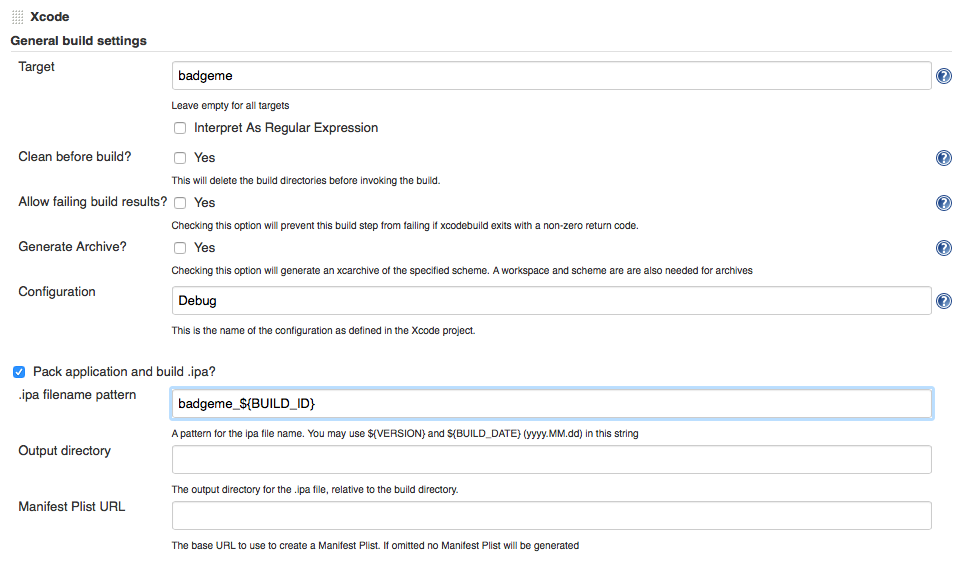 Xcode
General build settings
Target
badgeme
Leave empty for all targets
Interpret As Regular Expression
Clean before build?
Yes
This will delete the build directories before invoking the build.
Allow failing build results?
Yes
Checking this option will prevent this build step from failing if xcodebuild exits with a non-zero return code.
Generate Archive?
Yes
Checking this option will generate an xcarchive of the specified scheme. A workspace and scheme are are also needed for archives
Configuration
Debug
This is the name of the configuration as defined in the Xcode project.
Pack application and build .ipa?
.ipa filename pattern
badgeme_${BUILD_ID}
A pattern for the ipa file name. You may use ${VERSION} and ${BUILD_DATE} (yyyy.MM.dd) in this string
Output directory
The output directory for the .ipa file, relative to the build directory.
Manifest Plist URL
The base URL to use to create a Manifest Plist. If omitted no Manifest Plist will be generated